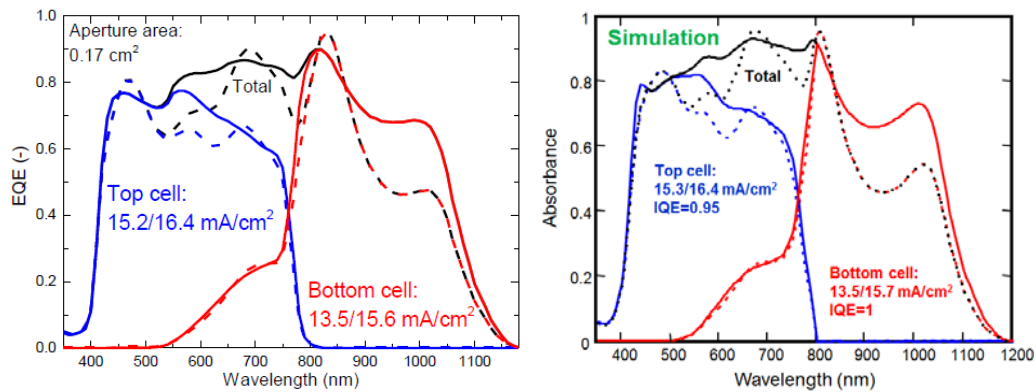 Aperture area:
0.17 cm²
Total
Top cell:
15.2/16.4 mA/cm²
Bottom cell:
13.5/15.6 mA/cm²
EQE (-)
1.0
0.8
0.6
0.4
0.2
0.0
400 500 600 700 800 900 1000 1100
Wavelength (nm)
Simulation
Total
Top cell:
15.3/16.4 mA/cm²
IQE=0.95
Bottom cell:
13.5/15.7 mA/cm²
IQE=1
Absorbance
1
0.8
0.6
0.4
0.2
0
400 500 600 700 800 900 1000 1100 1200
Wavelength (nm)